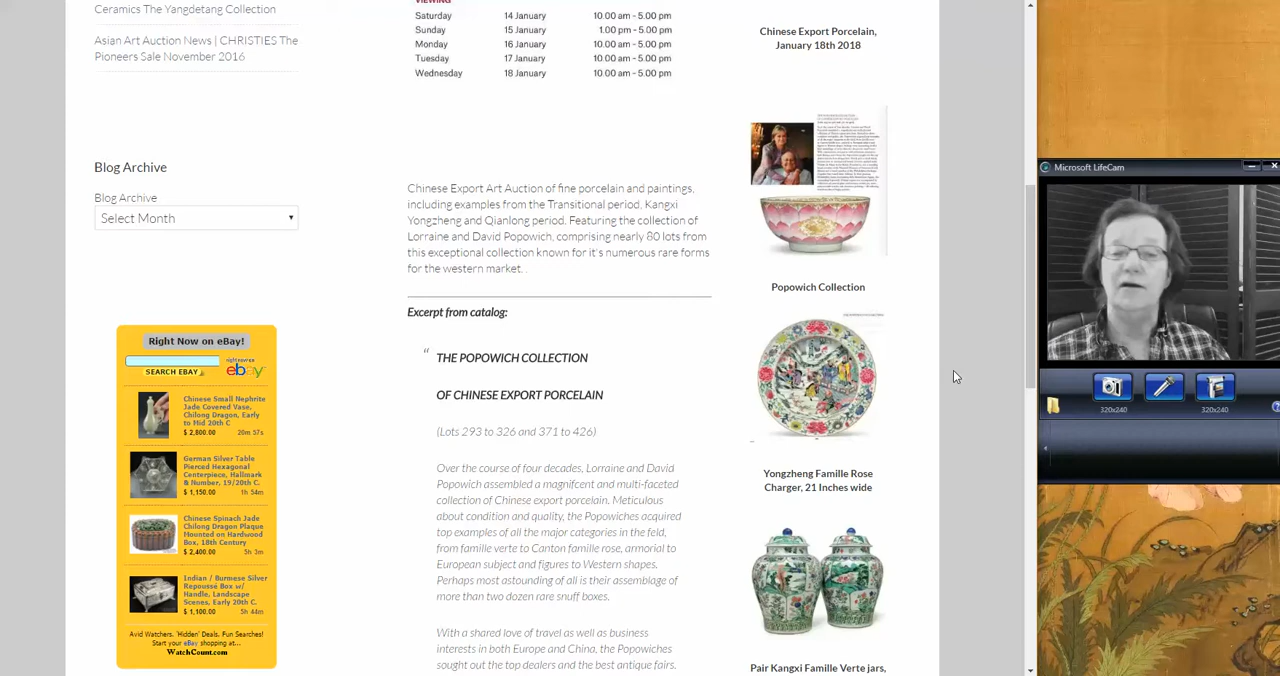 Ceramics The Yangdetang Collection
Asian Art Auction News | CHRISTIES The
Pioneers Sale November 2016
Blog Archive
Select Month
Right Now on eBay!
SEARCH EBAY
ebay
Chinese Small Nephrite
Jade Covered Vase,
Chilong Dragon, Early
to Mid 20th C
$ 2,800.00 20m 57s
German Silver Table
Pierced Hexagonal
Centerpiece, Hallmark
& Number, 19/20th C.
$ 1,150.00 1h 54m
Chinese Spinach Jade
Chilong Dragon Plaque
Mounted on Hardwood
Box, 18th Century
$ 2,400.00 5h 3m
Indian / Burmese Silver
Repoussé Box w/
Handle, Landscape
Scenes, Early 20th C.
$ 1,100.00 5h 44m
Avid Watchers. 'Hidden' Deals. Fun Searches!
Start your eBay shopping at...
WatchCount.com
VIEWING
Saturday 14 January 10.00 am - 5.00 pm
Sunday 15 January 1.00 pm - 5.00 pm
Monday 16 January 10.00 am - 5.00 pm
Tuesday 17 January 10.00 am - 5.00 pm
Wednesday 18 January 10.00 am - 5.00 pm
Chinese Export Art Auction of porcelain and paintings,
including examples from the Transitional period, Kangxi
Yongzheng and Qianlong period. Featuring the collection of
Lorraine and David Popowich, comprising nearly 80 lots from
this exceptional collection known for it's numerous rare forms
for the western market. .
Excerpt from catalog:
“ THE POPOWICH COLLECTION
OF CHINESE EXPORT PORCELAIN
(Lots 293 to 326 and 371 to 426)
Over the course of four decades, Lorraine and David
Popowich assembled a magnifcent and multi-faceted
collection of Chinese export porcelain. Meticulous
about condition and quality, the Popowiches acquired
top examples of all the major categories in the feld,
from famille verte to Canton famille rose, armorial to
European subject and figures to Western shapes.
Perhaps most astounding of all is their assemblage of
more than two dozen rare snuff boxes.
With a shared love of travel as well as business
interests in both Europe and China, the Popowiches
sought out the top dealers and the best antique fairs.
Chinese Export Porcelain,
January 18th 2018
Popowich Collection
Yongzheng Famille Rose
Charger, 21 Inches wide
Pair Kangxi Famille Verte jars,
Microsoft LifeCam
320x240 320x240